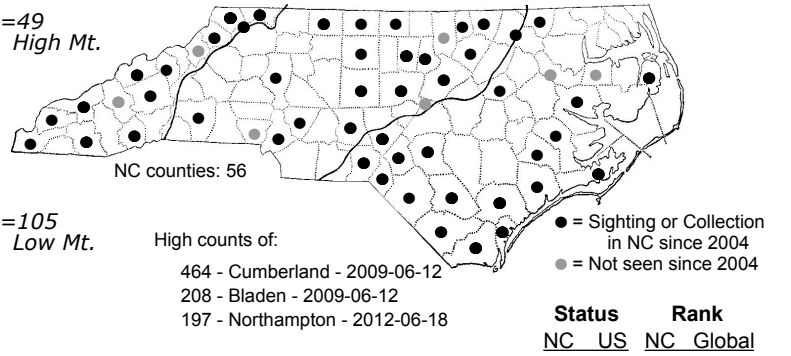 =49
High Mt.
NC counties: 56
=105
Low Mt.
High counts of:
464 - Cumberland - 2009-06-12
208 - Bladen - 2009-06-12
197 - Northampton - 2012-06-18
= Sighting or Collection
in NC since 2004
= Not seen since 2004
Status Rank
NC US NC Global